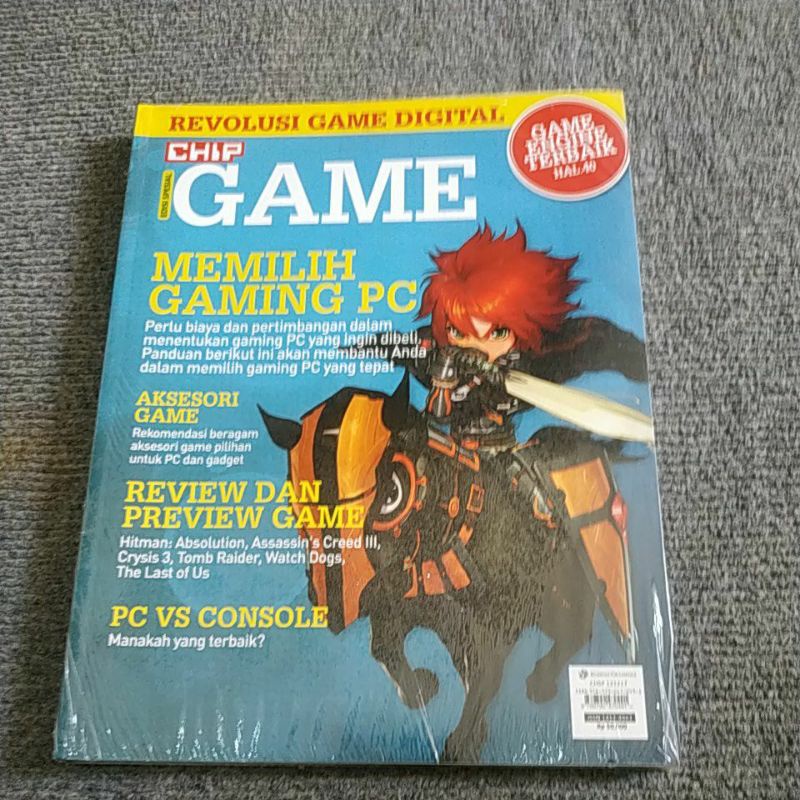 REVOLUSI GAME DIGITAL
CHIP
EDISI SPESIAL
GAME
GAME
ENGINE
TERBAIK
HAL.40
MEMILIH
GAMING PC
Perlu biaya dan pertimbangan dalam
menentukan gaming PC yang ingin dibeli.
Panduan berikut ini akan membantu Anda
dalam memilih gaming PC yang tepat
AKSESORI
GAME
Rekomendasi beragam
aksesori game pilihan
untuk PC dan gadget
REVIEW DAN
PREVIEW GAME
Hitman: Absolution, Assassin's Creed III,
Crysis 3, Tomb Raider, Watch Dogs,
The Last of Us
PC VS CONSOLE
Manakah yang terbaik?